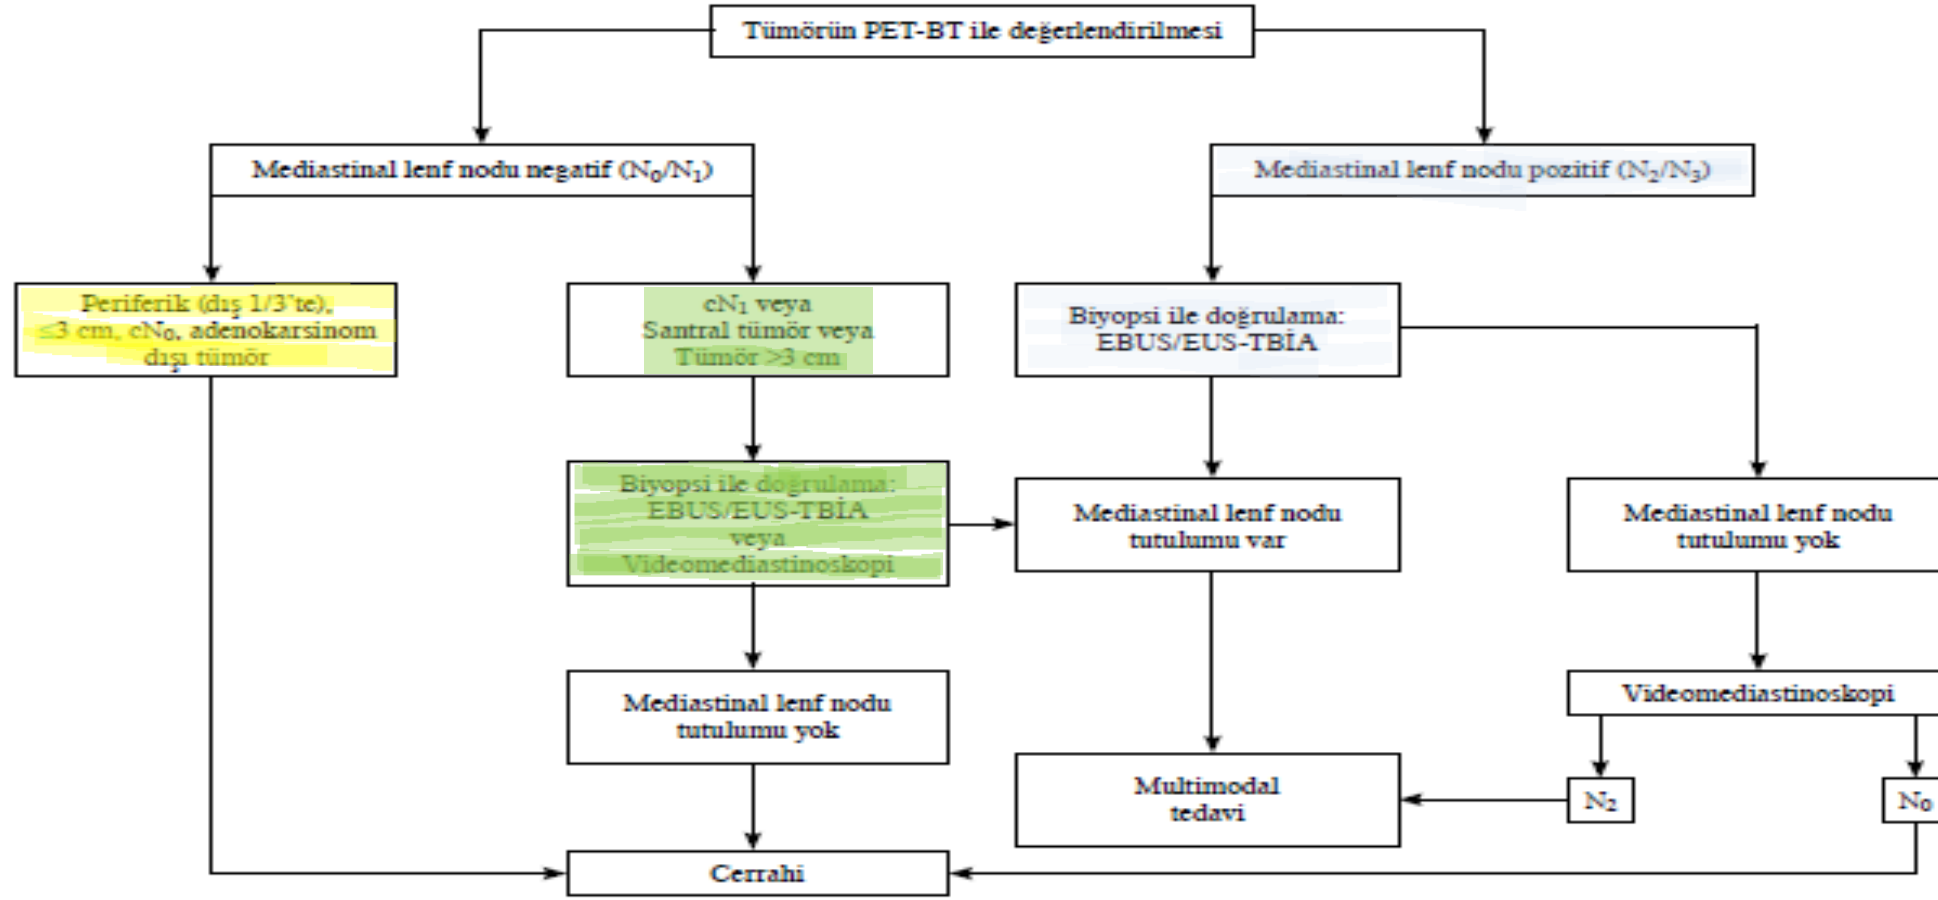 Tümörün PET-BT ile değerlendirilmesi
Mediastinal lenf nodu negatif (N₀/N₁)
Mediastinal lenf nodu pozitif (N₂/N₃)
Periferik (dış 1/3'te),
≤3 cm, cN₀, adenokarsinom
dışı tümör
cN₁ veya
Santral tümör veya
Tümör >3 cm
Biyopsi ile doğrulama:
EBUS/EUS-TBİA
Biyopsi ile doğrulama:
EBUS/EUS-TBİA
veya
Videomediastinoskopi
Mediastinal lenf nodu
tutulumu var
Mediastinal lenf nodu
tutulumu yok
Mediastinal lenf nodu
tutulumu yok
Videomediastinoskopi
Multimodal
tedavi
N₂
N₀
Cerrahi